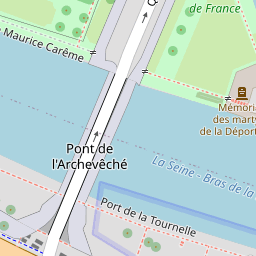 de France
Maurice Carême
Mémorial
des mart
de la Déport
Pont de
l'Archevêché
La Seine - Bras de la
Port de la Tournelle